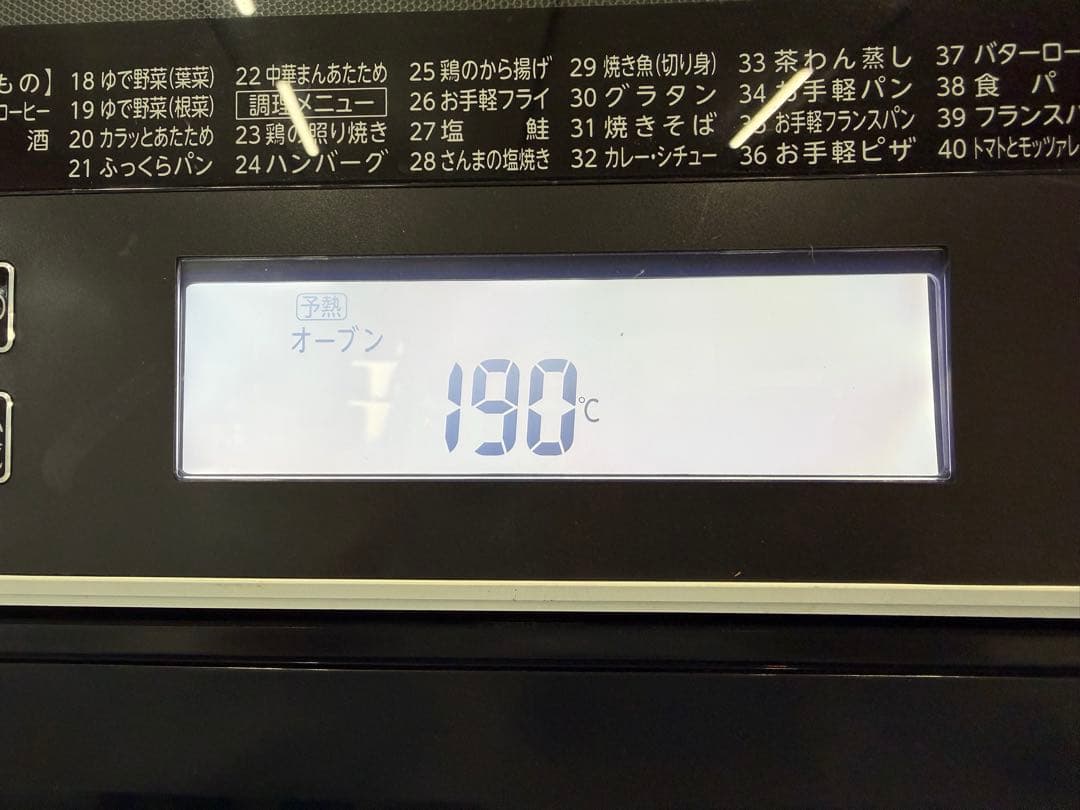 もの】
コーヒー
酒
18 ゆで野菜(葉菜)
19 ゆで野菜(根菜)
20 カラッとあたため
21 ふっくらパン
22 中華まんあたため
調理メニュー
23 鶏の照り焼き
24 ハンバーグ
25 鶏のから揚げ
26 お手軽フライ
27 塩 鮭
28 さんまの塩焼き
29 焼き魚(切り身)
30 グラタン
31 焼きそば
32 カレー・シチュー
33 茶わん蒸し
34 お手軽パン
35 お手軽フランスパン
36 お手軽ピザ
37 バターロー
38 食 パ
39 フランスパ
40 トマトとモッツァレ
予熱
オーブン
190℃